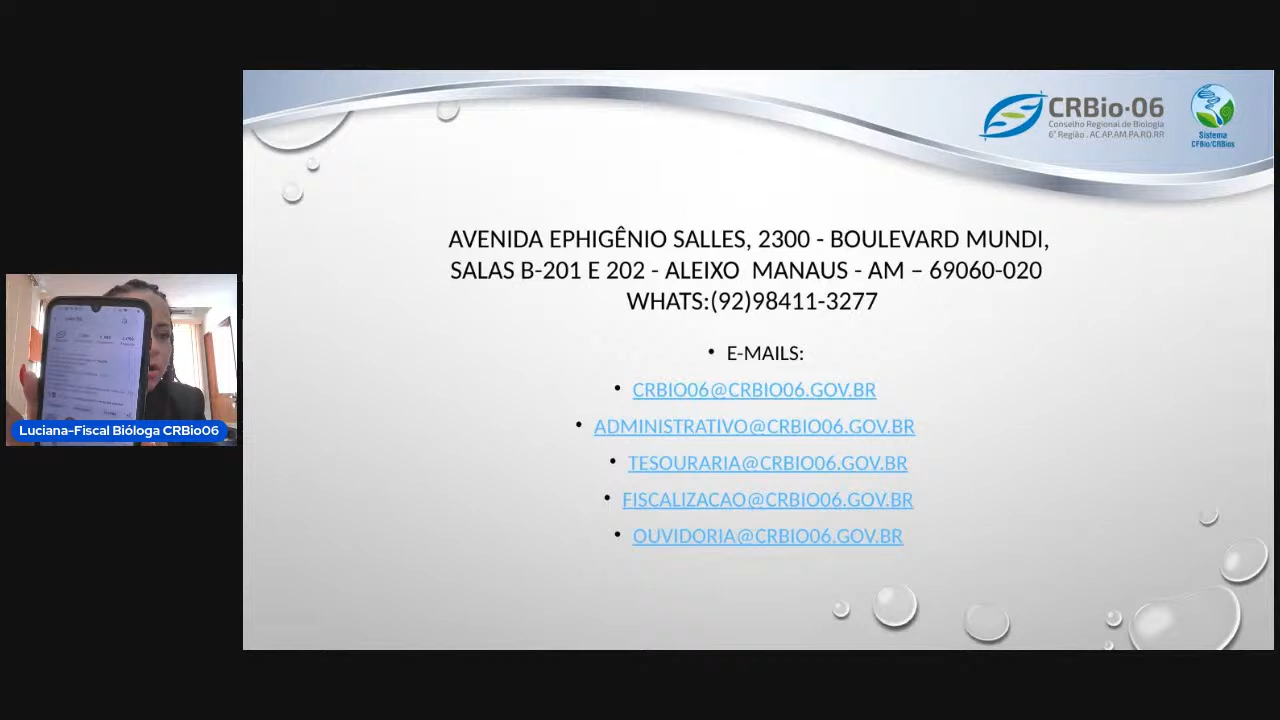 CRBio-06
Conselho Regional de Biologia
6ª Região . AC.AP.AM.PA.RO.RR
Sistema
CFBio/CRBios
AVENIDA EPHIGÊNIO SALLES, 2300 - BOULEVARD MUNDI,
SALAS B-201 E 202 - ALEIXO  MANAUS - AM – 69060-020
WHATS:(92)98411-3277
• E-MAILS:
• CRBIO06@CRBIO06.GOV.BR
• ADMINISTRATIVO@CRBIO06.GOV.BR
• TESOURARIA@CRBIO06.GOV.BR
• FISCALIZACAO@CRBIO06.GOV.BR
• OUVIDORIA@CRBIO06.GOV.BR
Luciana-Fiscal Bióloga CRBio06